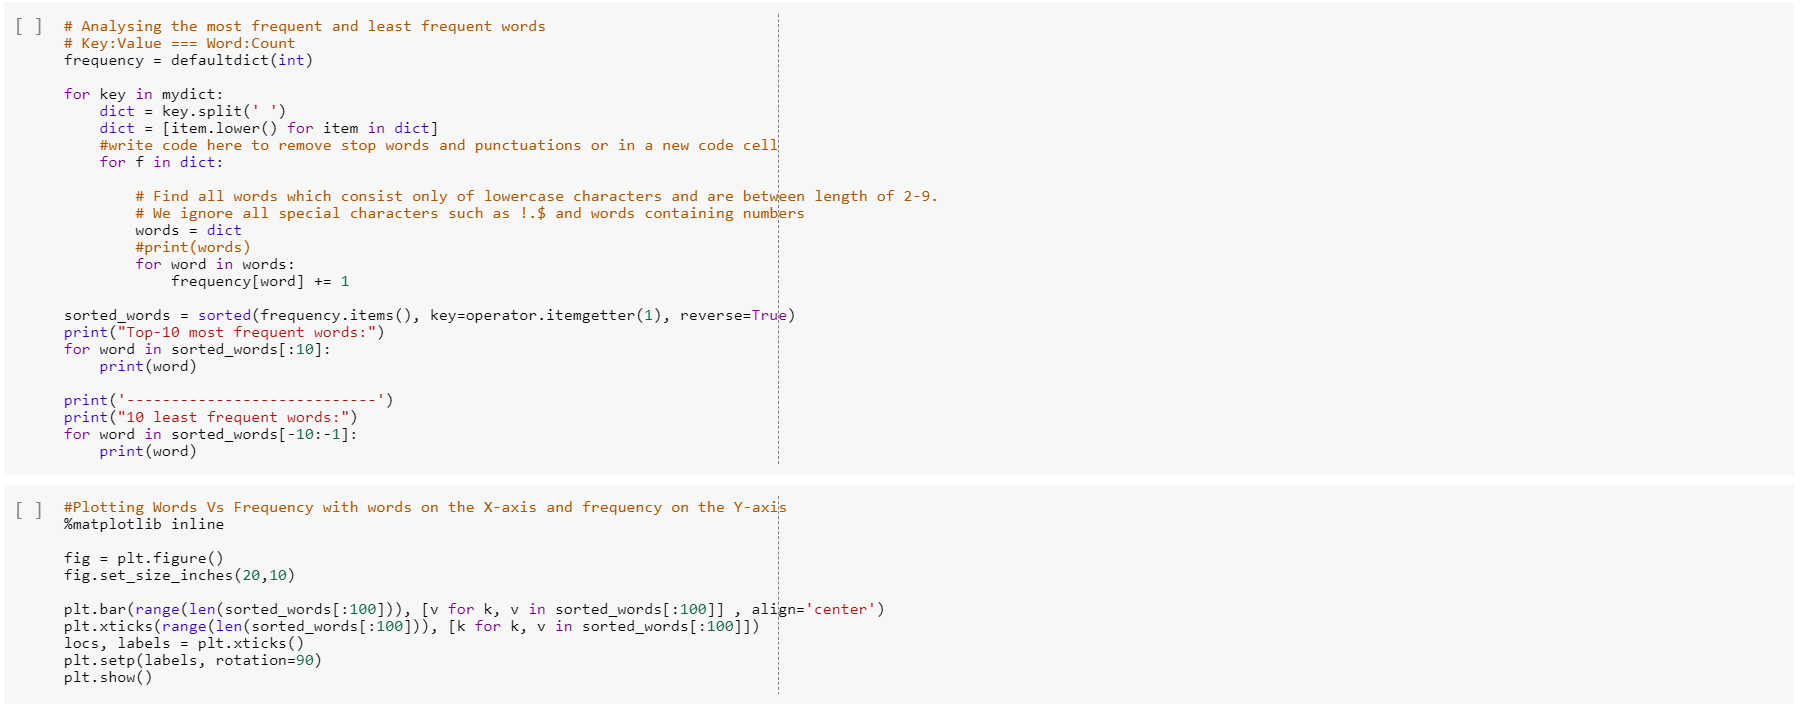 [ ] # Analysing the most frequent and least frequent words
# Key:Value === Word:Count
frequency = defaultdict(int)
for key in mydict:
    dict = key.split(' ')
    dict = [item.lower() for item in dict]
    #write code here to remove stop words and punctuations or in a new code cell
    for f in dict:
        # Find all words which consist only of lowercase characters and are between length of 2-9.
        # We ignore all special characters such as !.$ and words containing numbers
        words = dict
        #print(words)
        for word in words:
            frequency[word] += 1
sorted_words = sorted(frequency.items(), key=operator.itemgetter(1), reverse=True)
print("Top-10 most frequent words:")
for word in sorted_words[:10]:
    print(word)
print('----------------------------')
print("10 least frequent words:")
for word in sorted_words[-10:-1]:
    print(word)
[ ] #Plotting Words Vs Frequency with words on the X-axis and frequency on the Y-axis
%matplotlib inline
fig = plt.figure()
fig.set_size_inches(20,10)
plt.bar(range(len(sorted_words[:100])), [v for k, v in sorted_words[:100]] , align='center')
plt.xticks(range(len(sorted_words[:100])), [k for k, v in sorted_words[:100]])
locs, labels = plt.xticks()
plt.setp(labels, rotation=90)
plt.show()